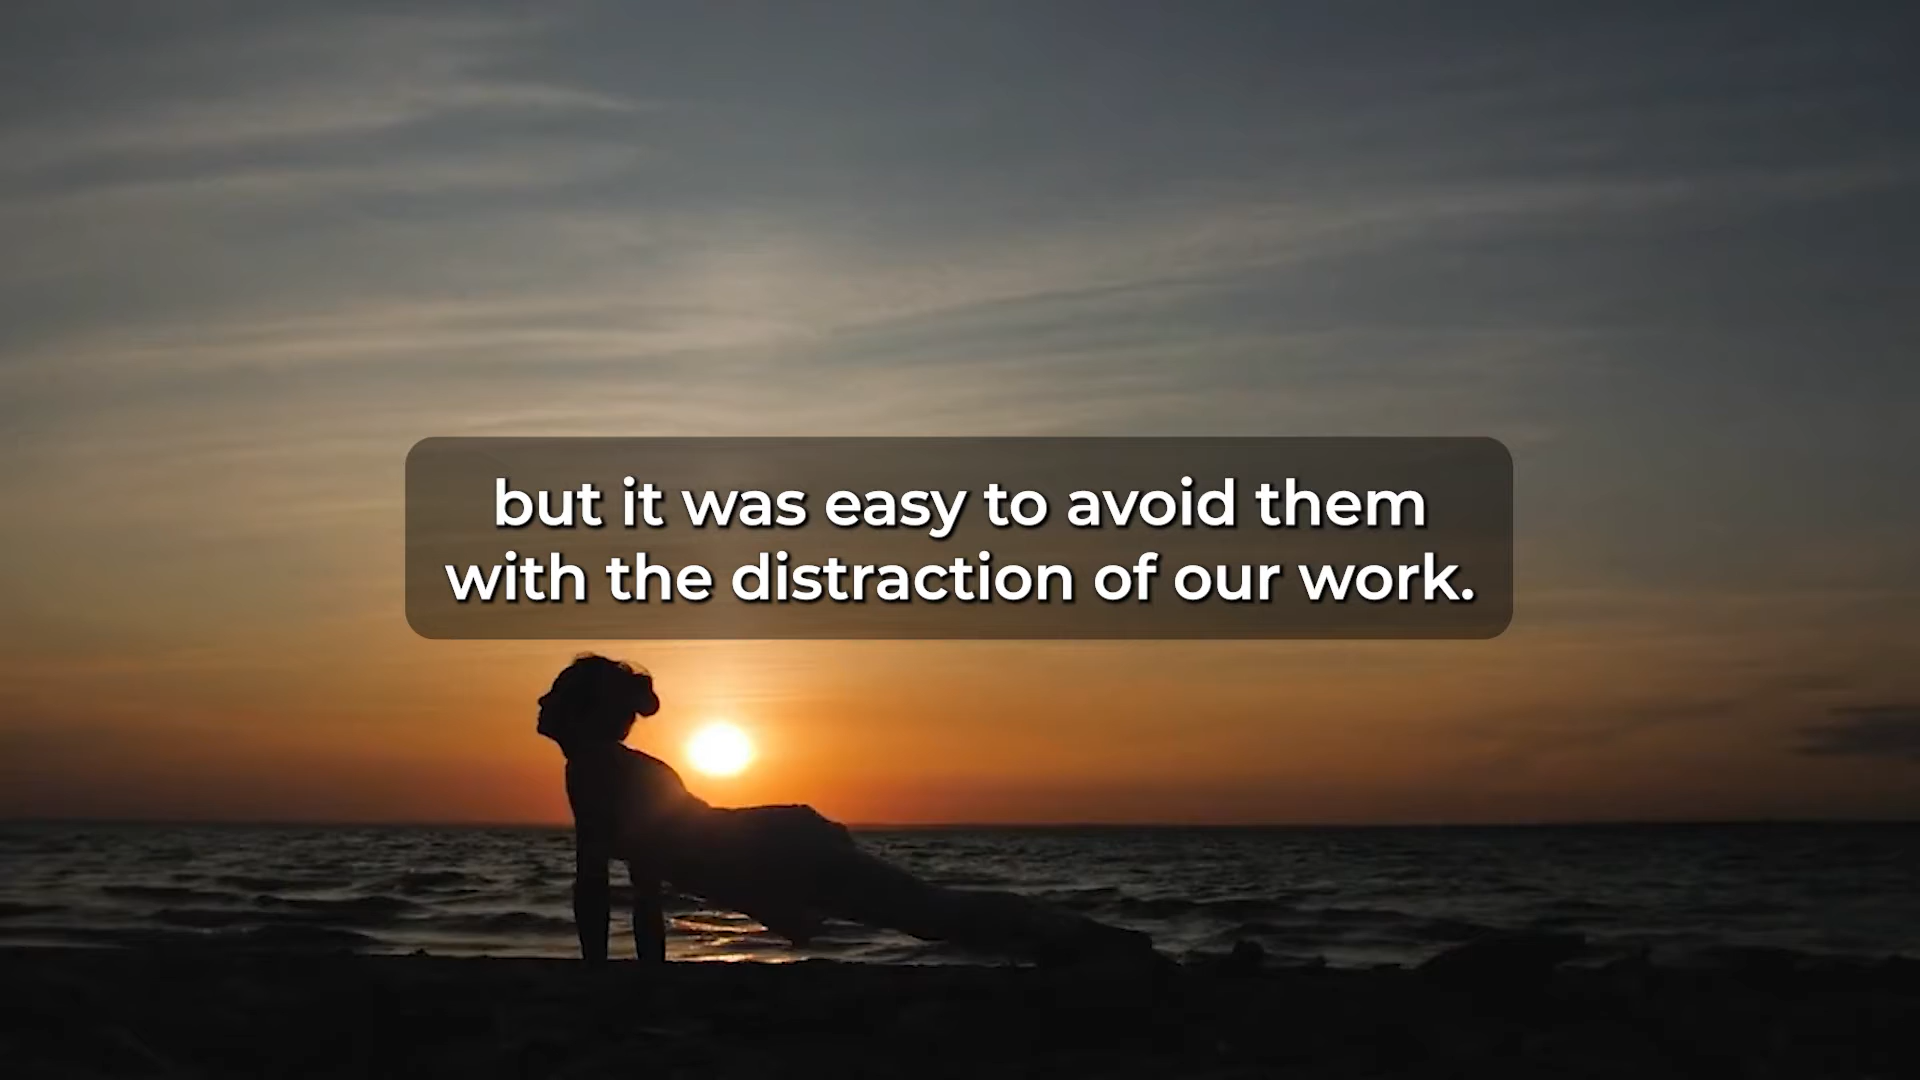 but it was easy to avoid them
with the distraction of our work.